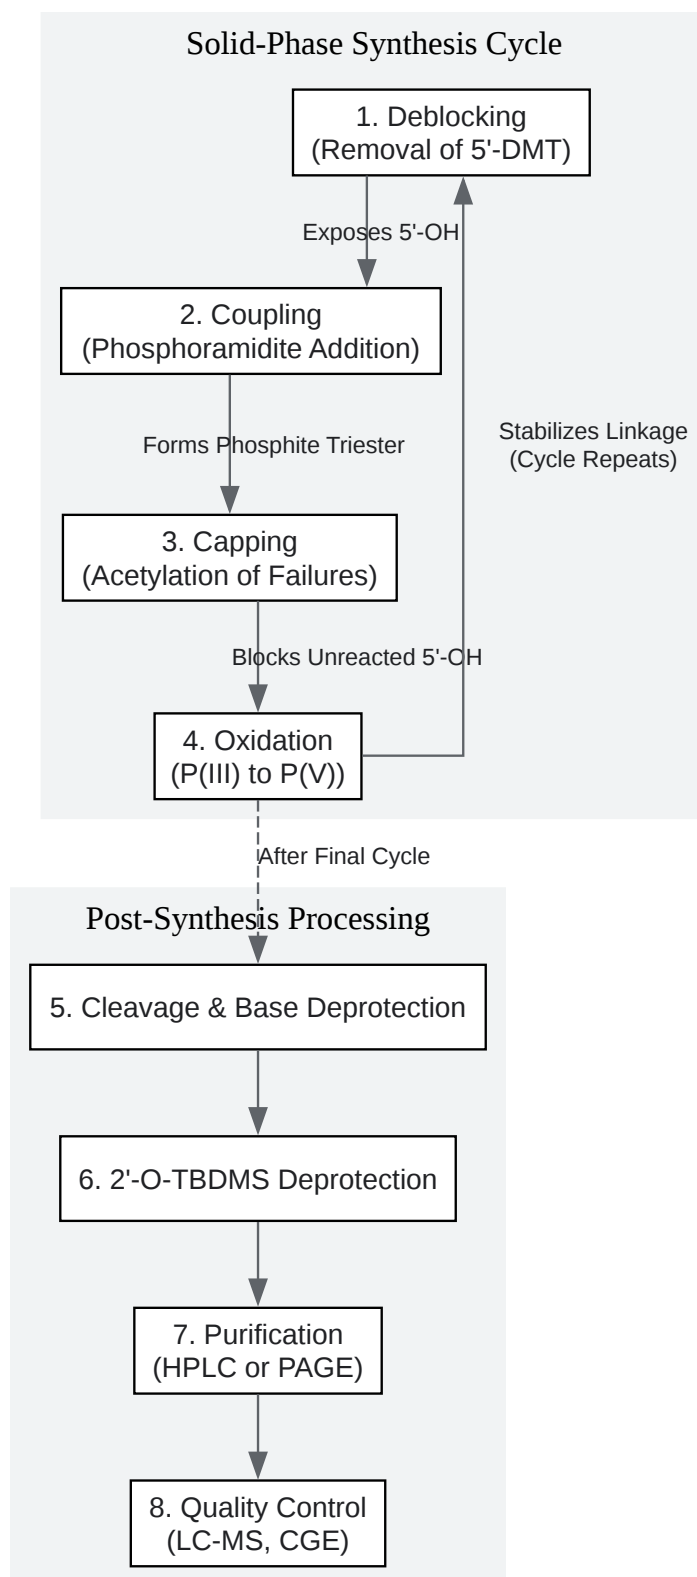 Solid-Phase Synthesis Cycle
1. Deblocking
(Removal of 5'-DMT)
Exposes 5'-OH
2. Coupling
(Phosphoramidite Addition)
Stabilizes Linkage
(Cycle Repeats)
Forms Phosphite Triester
3. Capping
(Acetylation of Failures)
Blocks Unreacted 5'-OH
4. Oxidation
(P(III) to P(V))
After Final Cycle
Post-Synthesis Processing
5. Cleavage & Base Deprotection
6. 2'-O-TBDMS Deprotection
7. Purification
(HPLC or PAGE)
8. Quality Control
(LC-MS, CGE)